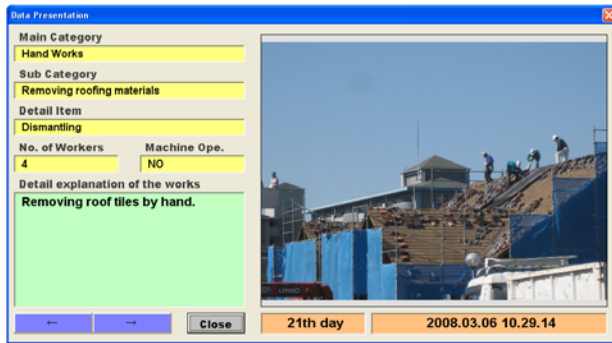 Data Presentation
Main Category
Hand Works
Sub Category
Removing roofing materials
Detail Item
Dismantling
No. of Workers
Machine Ope.
4
NO
Detail explanation of the works
Removing roof tiles by hand.
UNIC
← →
Close
21th day
2008.03.06 10.29.14